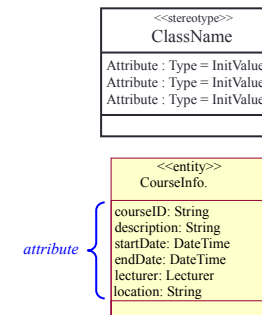 <<stereotype>>
ClassName
Attribute : Type = InitValue
Attribute : Type = InitValue
Attribute : Type = InitValue
<<entity>>
CourseInfo.
attribute
courseID: String
description: String
startDate: DateTime
endDate: DateTime
lecturer: Lecturer
location: String